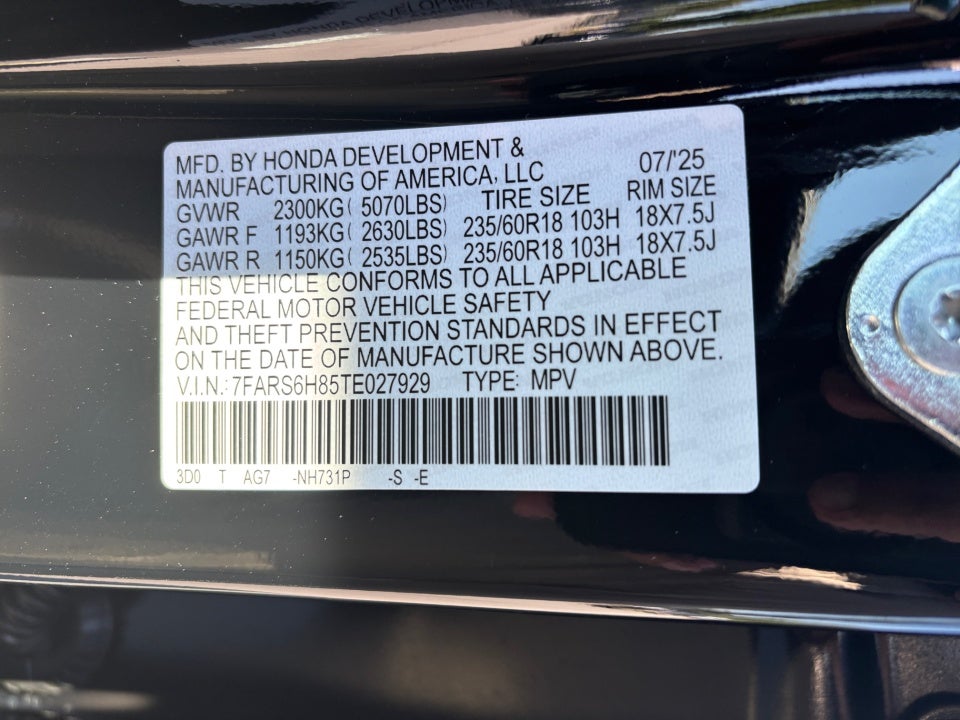 MFD. BY HONDA DEVELOPMENT & 07/'25
MANUFACTURING OF AMERICA, LLC
TIRE SIZE RIM SIZE
GVWR 2300KG( 5070LBS)
GAWR F 1193KG( 2630LBS) 235/60R18 103H 18X7.5J
GAWR R 1150KG( 2535LBS) 235/60R18 103H 18X7.5J
THIS VEHICLE CONFORMS TO ALL APPLICABLE
FEDERAL MOTOR VEHICLE SAFETY
AND THEFT PREVENTION STANDARDS IN EFFECT
ON THE DATE OF MANUFACTURE SHOWN ABOVE.
V.I.N.:7FARS6H85TE027929 TYPE: MPV
3D0 T AG7 -NH731P -S -E